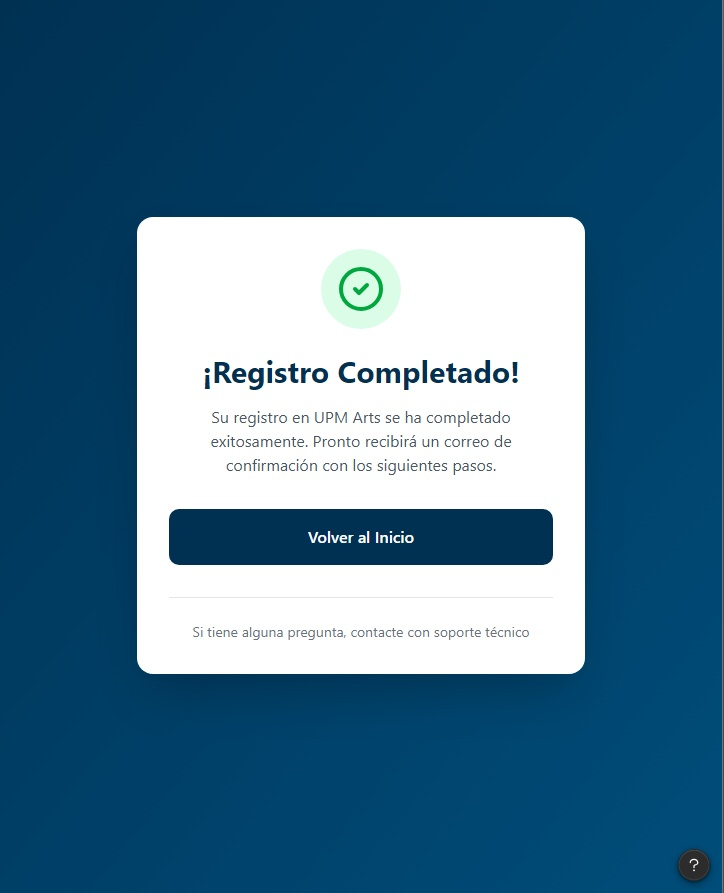 ¡Registro Completado!
Su registro en UPM Arts se ha completado
exitosamente. Pronto recibirá un correo de
confirmación con los siguientes pasos.
Volver al Inicio
Si tiene alguna pregunta, contacte con soporte técnico
?